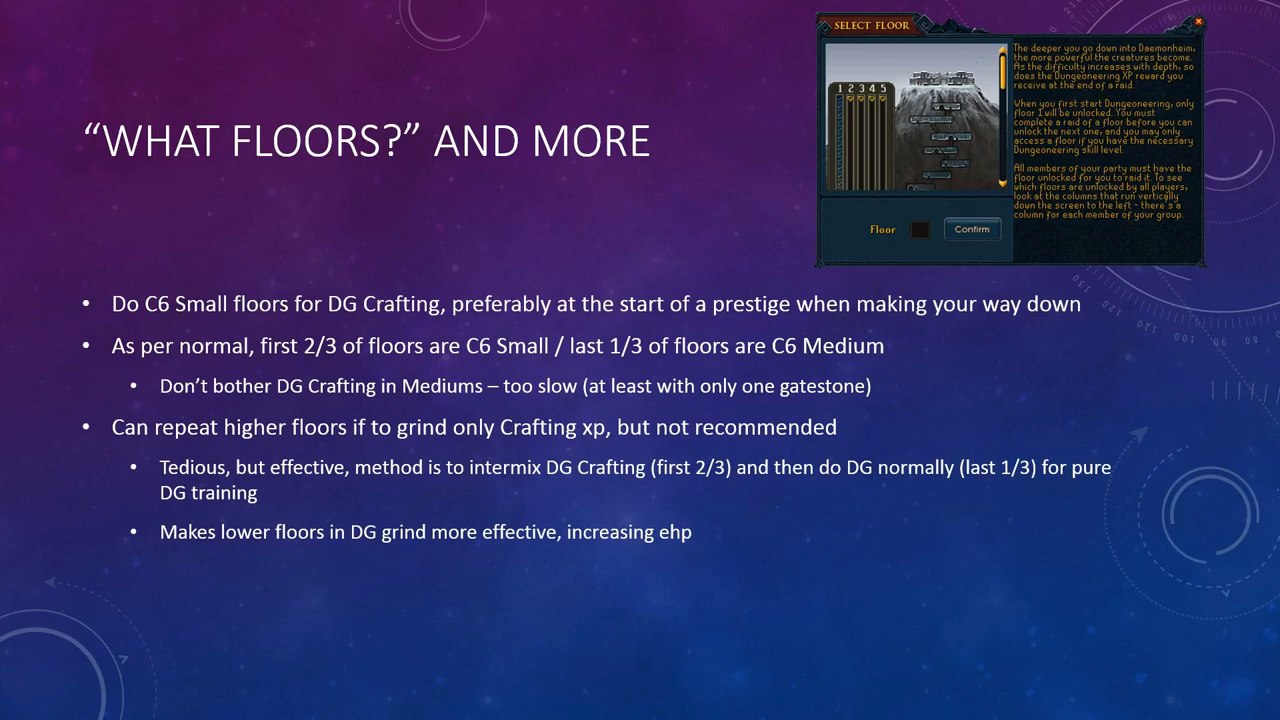 SELECT FLOOR
1 2 3 4 5
The deeper you go down into Daemonheim,
the more powerful the creatures become.
As the difficulty increases with depth, so
does the Dungeoneering XP reward you
receive at the end of a raid.
When you first start Dungeoneering, only
floor 1 will be unlocked. You must
complete a raid of a floor before you can
unlock the next one, and you may only
access a floor if you have the necessary
Dungeoneering skill level.
All members of your party must have the
floor unlocked for you to raid it. To see
which floors are unlocked by all players,
look at the columns that run vertically
down the screen to the left - there's a
column for each member of your group.
Floor
Confirm
“WHAT FLOORS?” AND MORE
• Do C6 Small floors for DG Crafting, preferably at the start of a prestige when making your way down
• As per normal, first 2/3 of floors are C6 Small / last 1/3 of floors are C6 Medium
• Don’t bother DG Crafting in Mediums – too slow (at least with only one gatestone)
• Can repeat higher floors if to grind only Crafting xp, but not recommended
• Tedious, but effective, method is to intermix DG Crafting (first 2/3) and then do DG normally (last 1/3) for pure
DG training
• Makes lower floors in DG grind more effective, increasing ehp